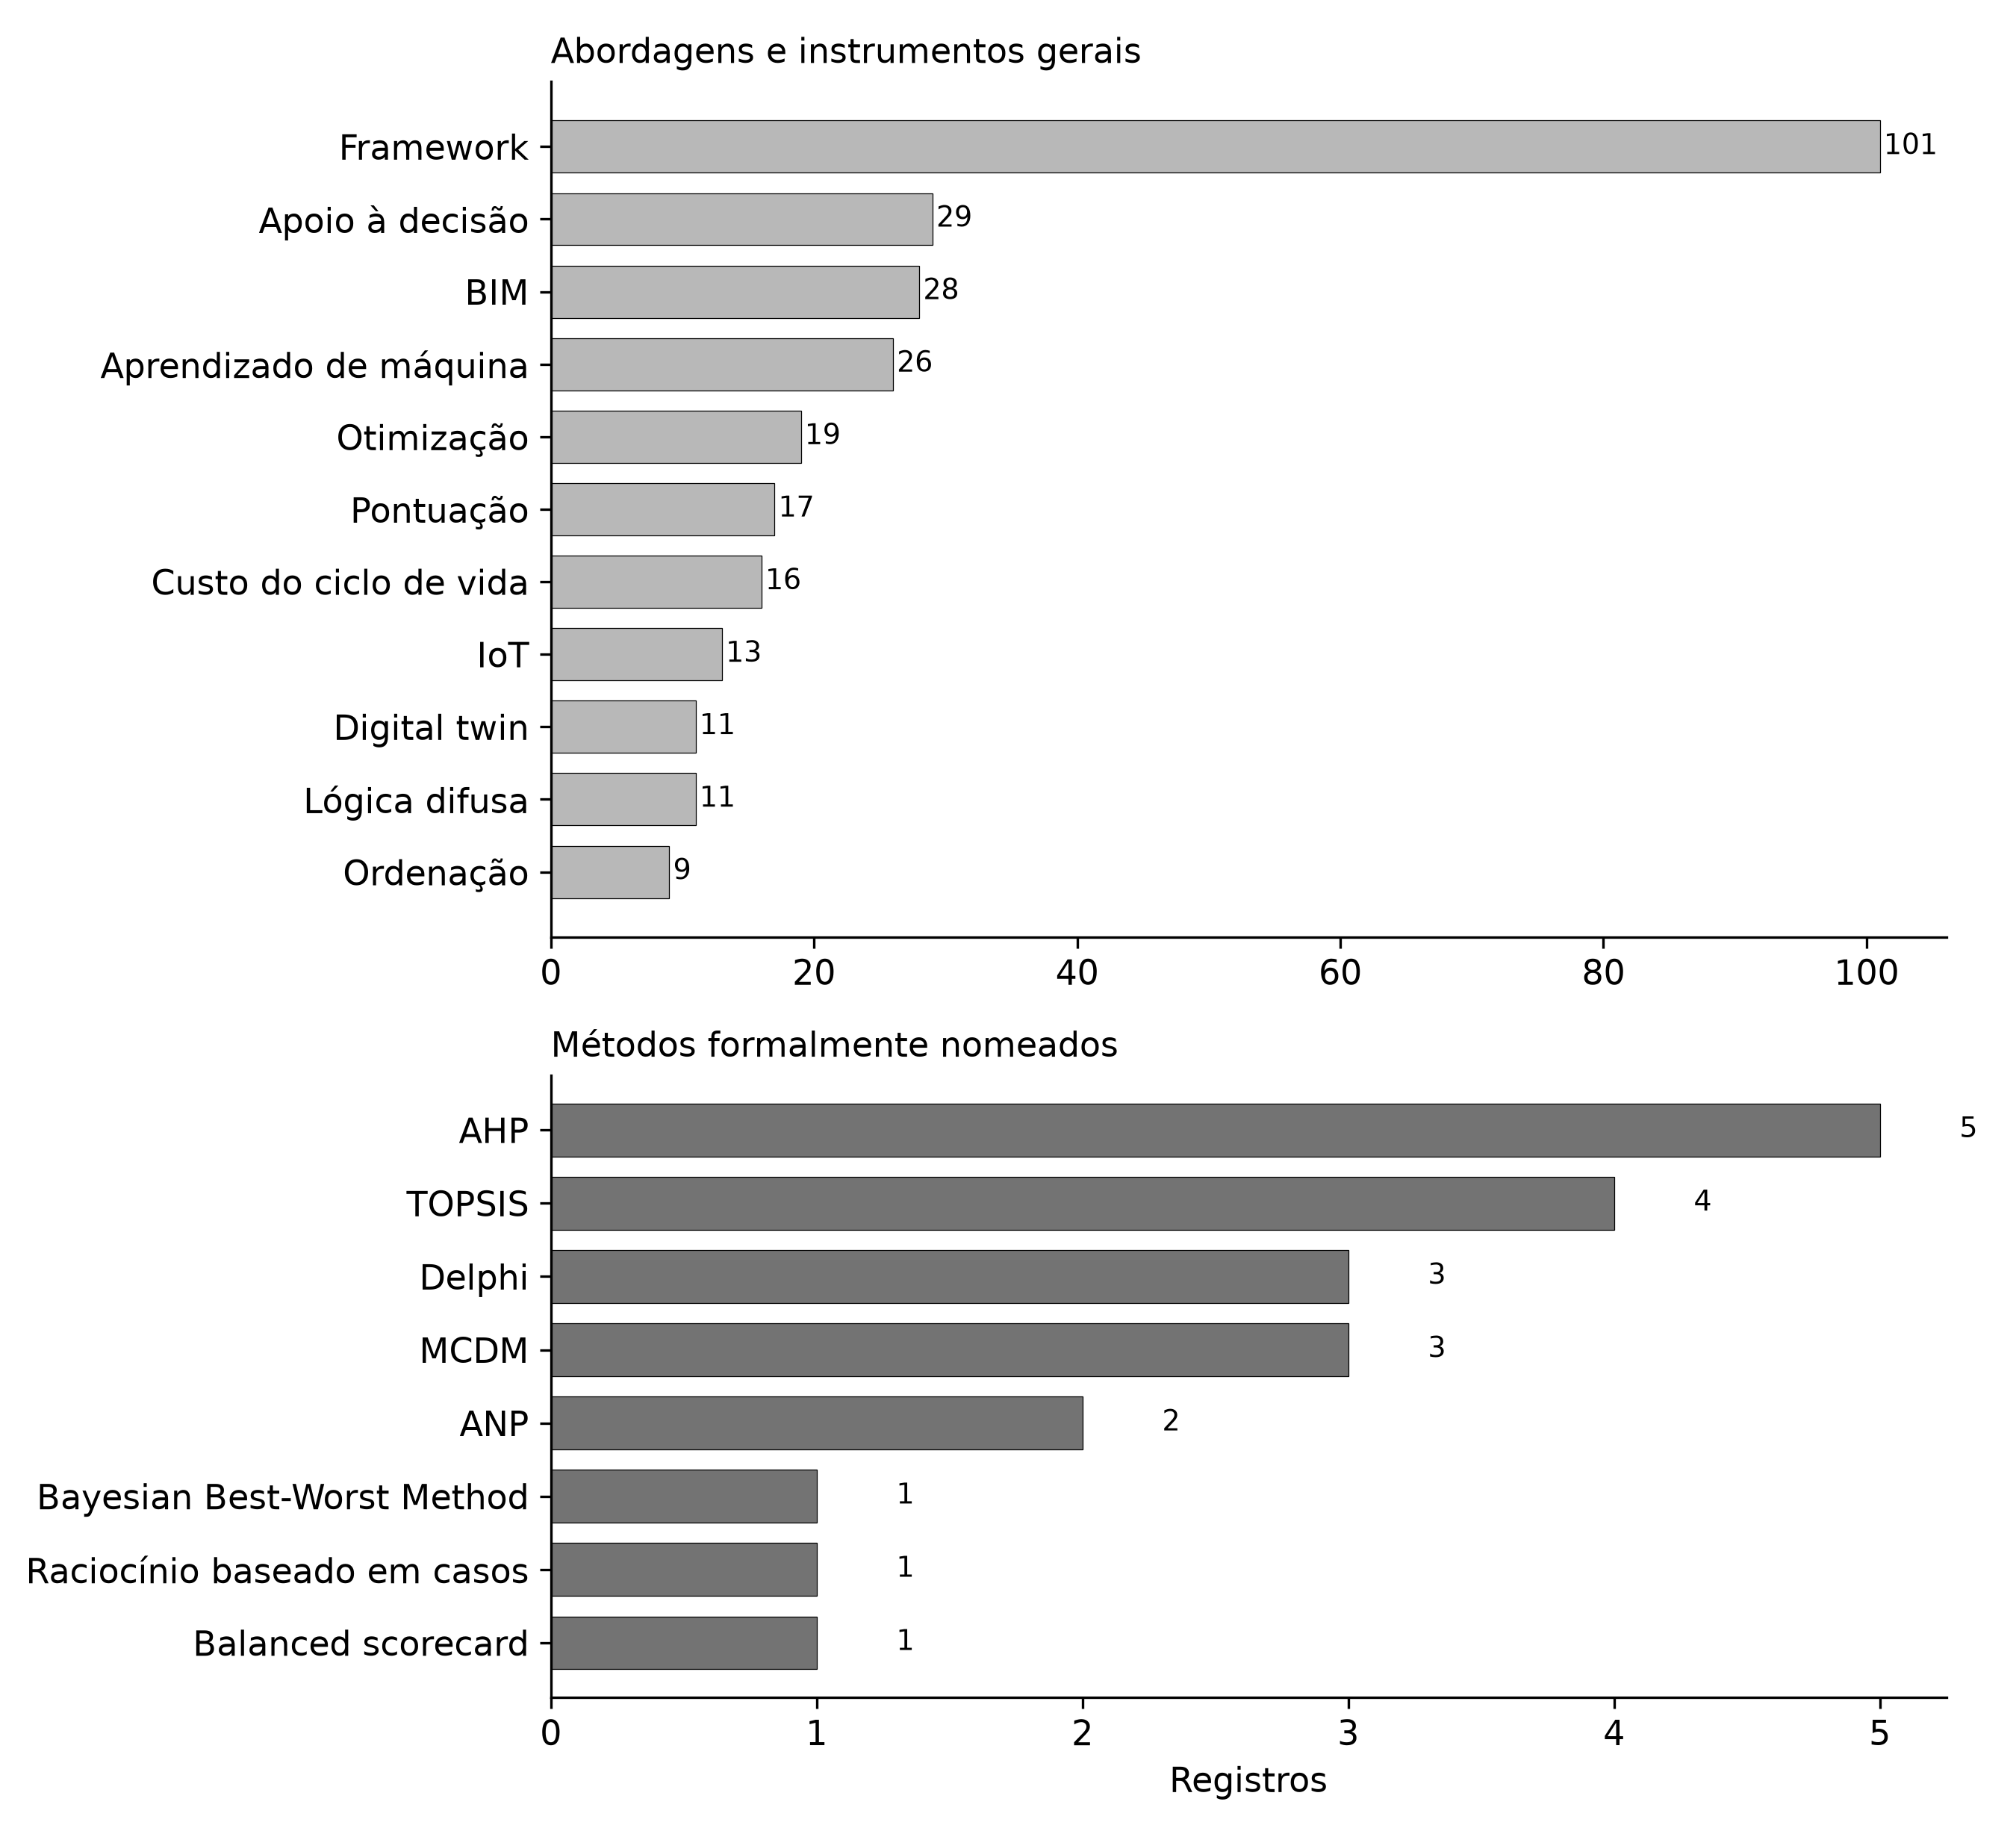 Abordagens e instrumentos gerais
Framework 101
Apoio à decisão 29
BIM 28
Aprendizado de máquina 26
Otimização 19
Pontuação 17
Custo do ciclo de vida 16
IoT 13
Digital twin 11
Lógica difusa 11
Ordenação 9
0 20 40 60 80 100
Métodos formalmente nomeados
AHP 5
TOPSIS 4
Delphi 3
MCDM 3
ANP 2
Bayesian Best-Worst Method 1
Raciocínio baseado em casos 1
Balanced scorecard 1
0 1 2 3 4 5
Registros